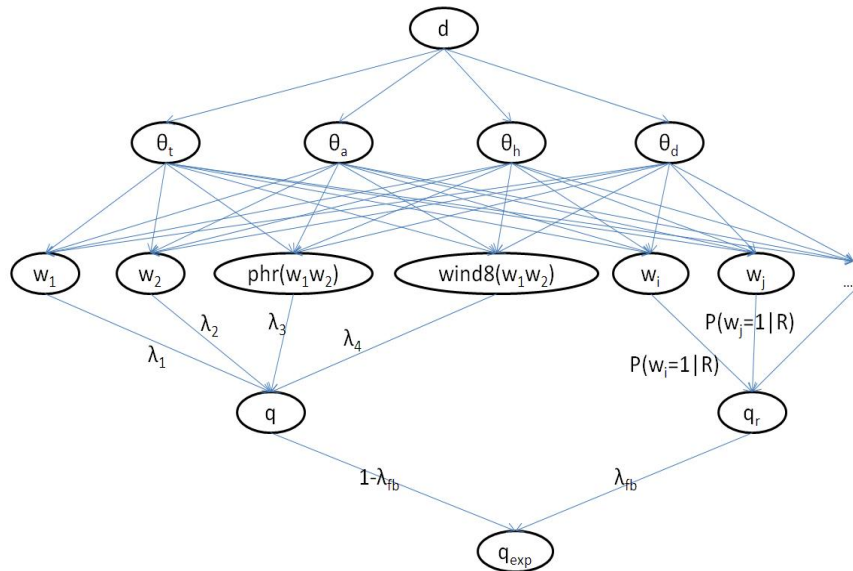 d
θt θa θh θd
w1 w2 phr(w1w2) wind8(w1w2) wi wj ...
λ1 λ2 λ3 λ4 P(wj=1|R)
P(wi=1|R)
q qr
1-λfb λfb
qexp